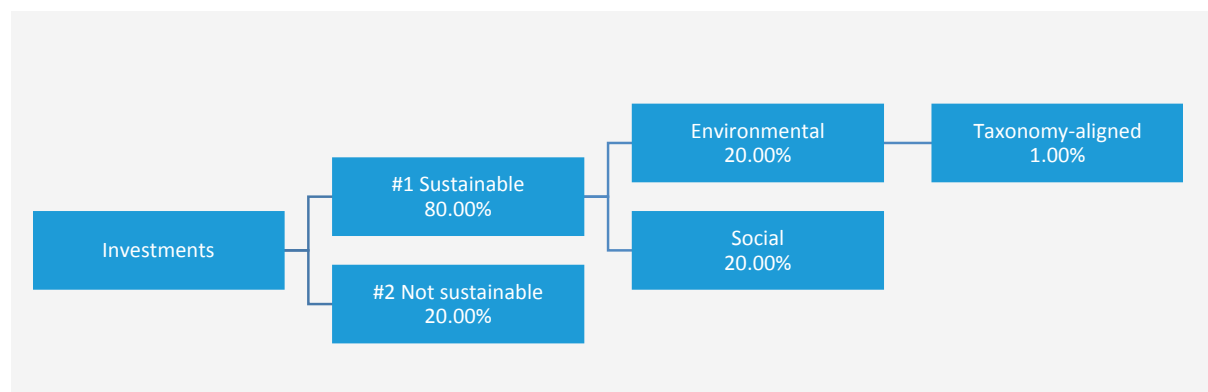 Investments
#1 Sustainable
80.00%
#2 Not sustainable
20.00%
Environmental
20.00%
Social
20.00%
Taxonomy-aligned
1.00%